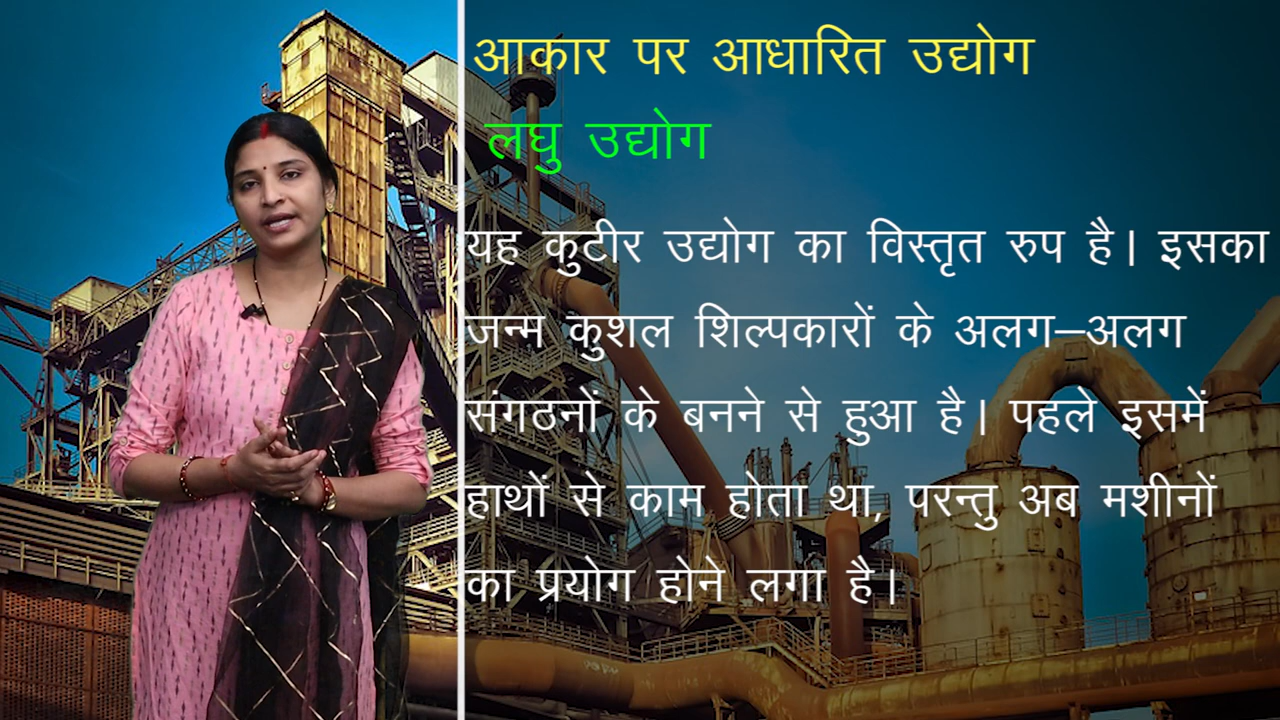 आकार पर आधारित उद्योग
लघु उद्योग
यह कुटीर उद्योग का विस्तृत रुप है। इसका
जन्म कुशल शिल्पकारों के अलग–अलग
संगठनों के बनने से हुआ है। पहले इसमें
हाथों से काम होता था, परन्तु अब मशीनों
का प्रयोग होने लगा है।